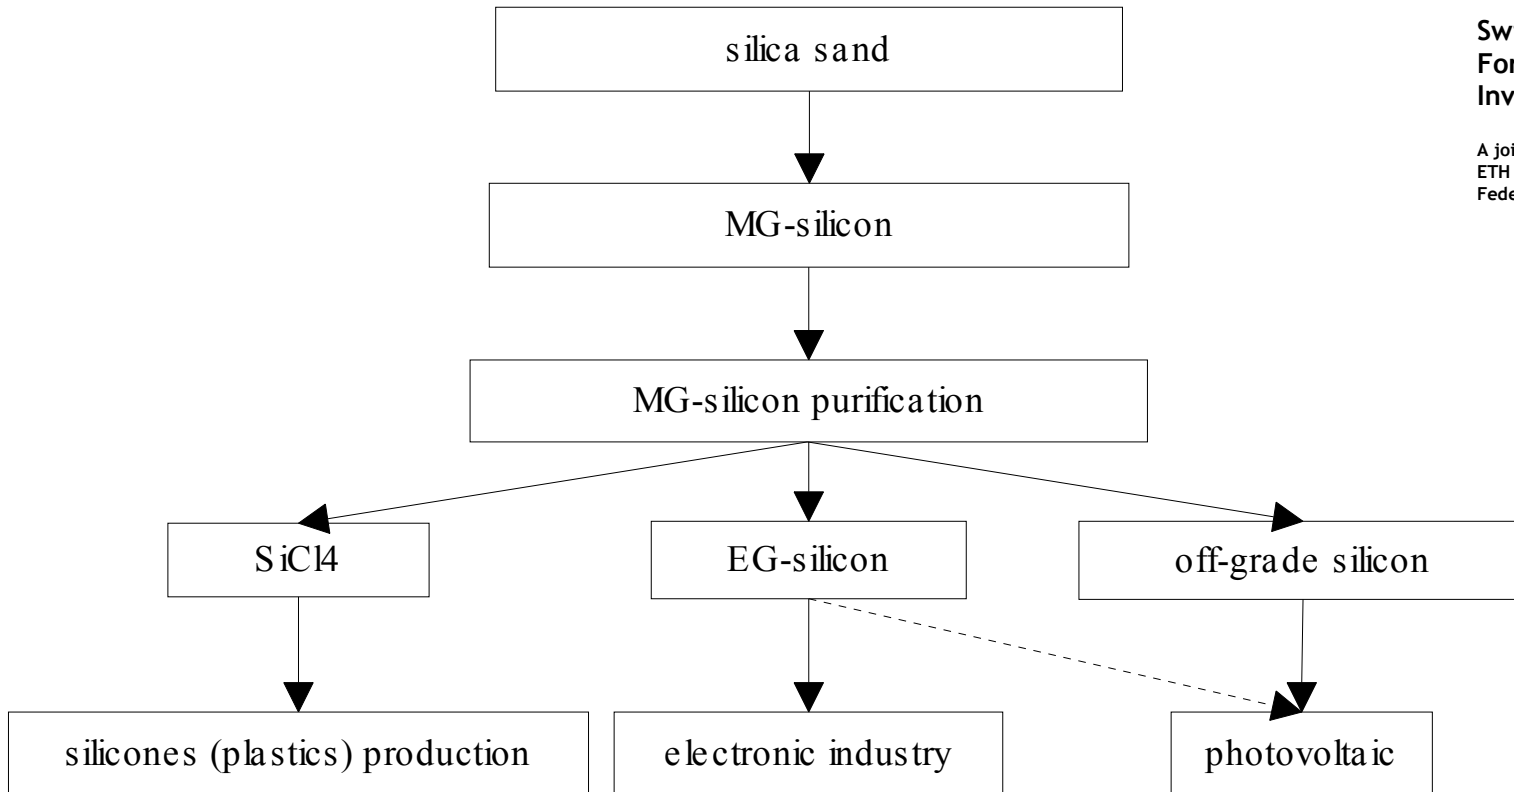 silica sand
MG-silicon
MG-silicon purification
SiCl4
EG-silicon
off-grade silicon
silicones (plastics) production
electronic industry
photovoltaic
A
ETH